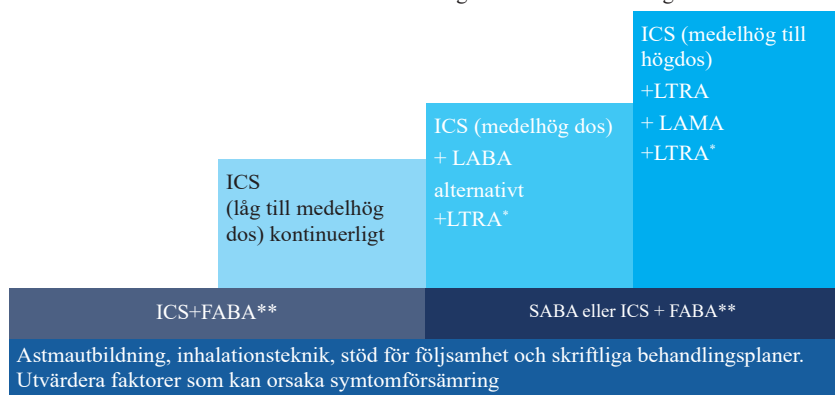 ICS (medelhög till
högdos)
+LTRA
+ LAMA
+LTRA*
ICS (medelhög dos)
+ LABA
alternativt
+LTRA*
ICS
(låg till medelhög
dos) kontinuerligt
ICS+FABA**
SABA eller ICS + FABA**
Astmautbildning, inhalationsteknik, stöd för följsamhet och skriftliga behandlingsplaner.
Utvärdera faktorer som kan orsaka symtomförsämring